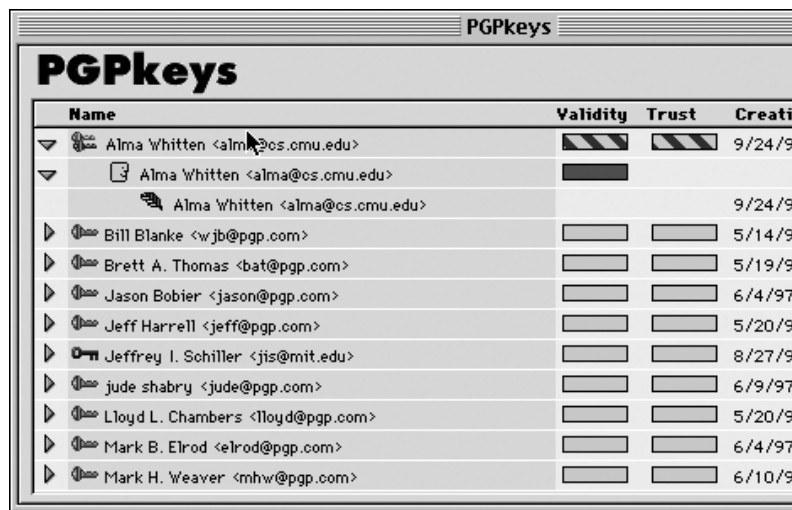 PGPkeys
PGPkeys
Name Validity Trust Creati
Alma Whitten <alma@cs.cmu.edu> 9/24/9
Alma Whitten <alma@cs.cmu.edu>
Alma Whitten <alma@cs.cmu.edu> 9/24/9
Bill Blanke <wjb@pgp.com> 5/14/9
Brett A. Thomas <bat@pgp.com> 5/19/9
Jason Bobier <jason@pgp.com> 6/4/97
Jeff Harrell <jeff@pgp.com> 5/20/9
Jeffrey I. Schiller <jis@mit.edu> 8/27/9
jude shabry <jude@pgp.com> 6/9/97
Lloyd L. Chambers <lloyd@pgp.com> 5/20/9
Mark B. Elrod <elrod@pgp.com> 6/4/97
Mark H. Weaver <mhw@pgp.com> 6/10/9